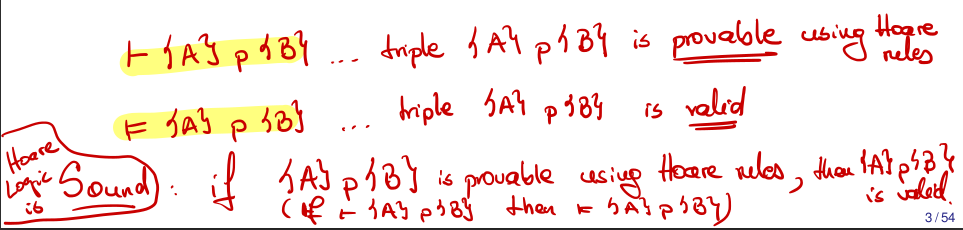 ⊢ {A} p {B} ... triple {A} p {B} is provable using Hoare rules
⊨ {A} p {B} ... triple {A} p {B} is valid
Hoare Logic is Sound : if {A} p {B} is provable using Hoare rules, then {A} p {B} is valid.
(if ⊢ {A} p {B} then ⊨ {A} p {B})
3 / 54